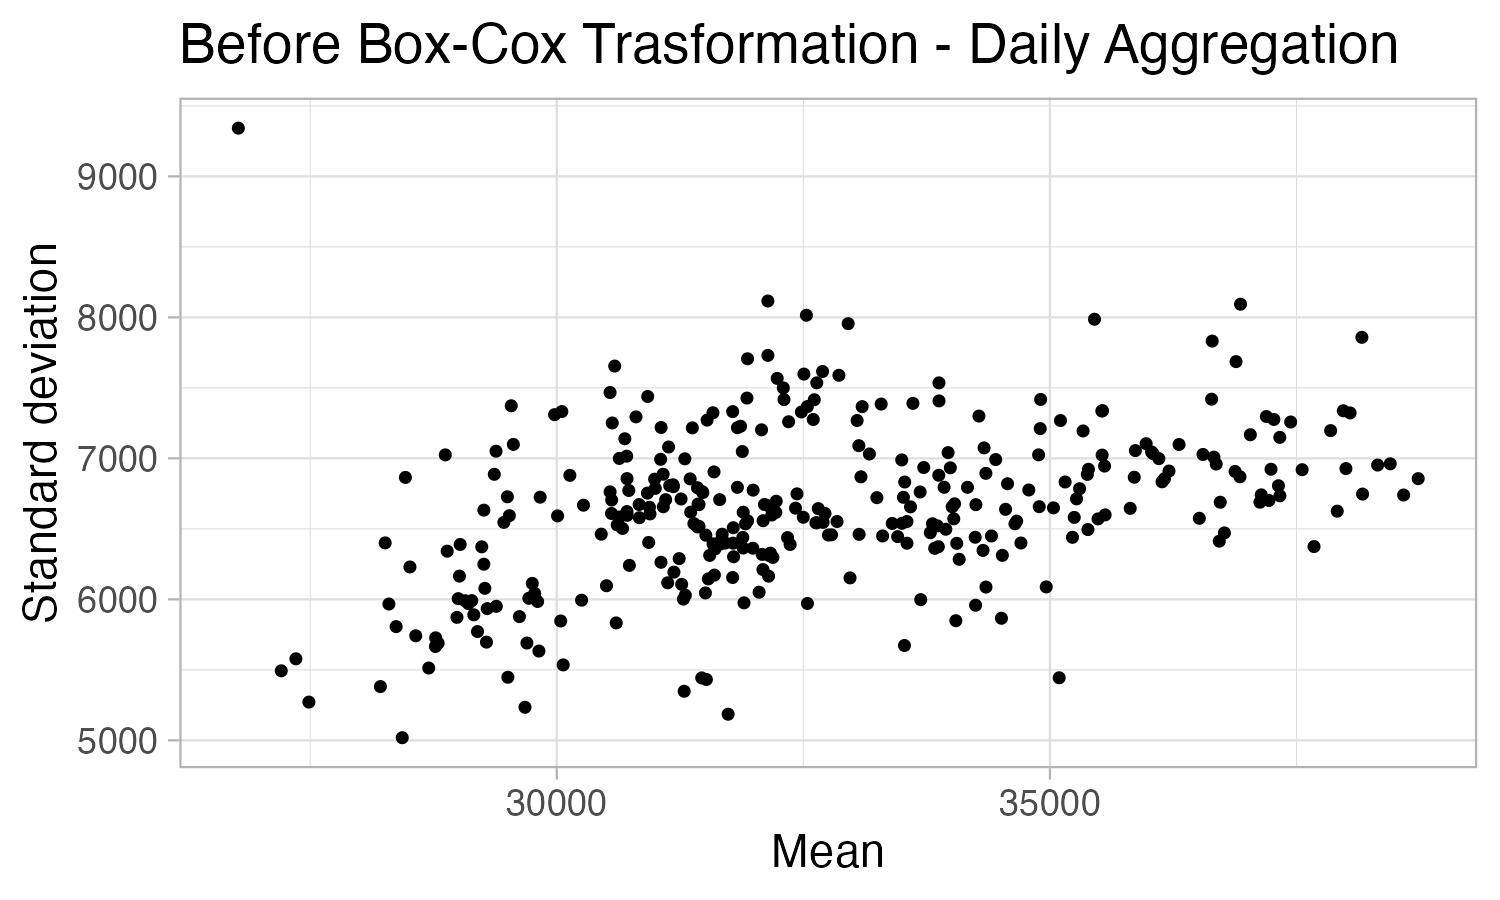 Before Box-Cox Trasformation - Daily Aggregation
Standard deviation
9000
8000
7000
6000
5000
30000
35000
Mean